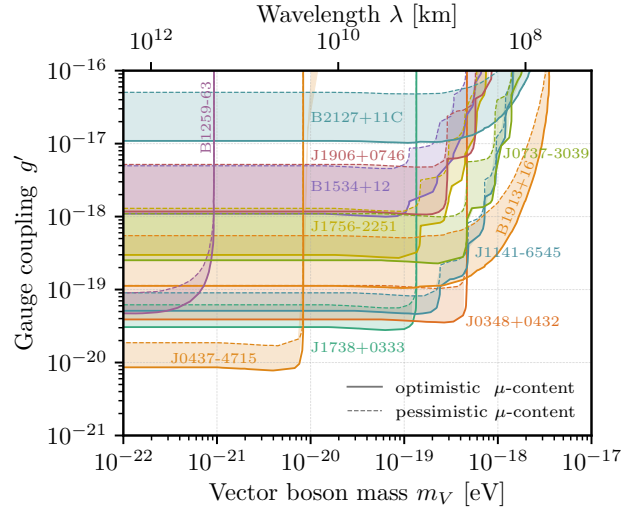 Wavelength λ [km]
10^12 10^10 10^8
Gauge coupling g′
10^−16
10^−17
10^−18
10^−19
10^−20
10^−21
B1259-63
B2127+11C
J1906+0746
J0737-3039
B1534+12
B1913+16
J1756-2251
J1141-6545
J0348+0432
J1738+0333
J0437-4715
optimistic μ-content
pessimistic μ-content
10^−22 10^−21 10^−20 10^−19 10^−18 10^−17
Vector boson mass m_V [eV]